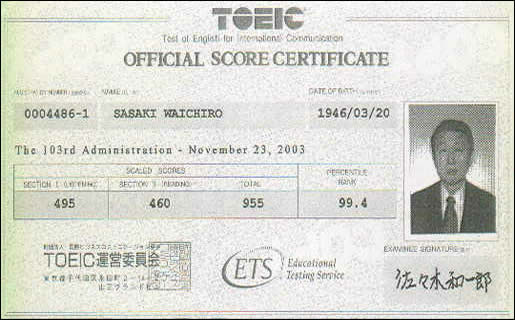 TOEIC
Test of English for International Communication
OFFICIAL SCORE CERTIFICATE
NAME
DATE OF BIRTH
0004486-1 SASAKI WAICHIRO 1946/03/20
The 103rd Administration - November 23, 2003
SCALED SCORES
PERCENTILE RANK
SECTION I (LISTENING) SECTION II (READING) TOTAL
495 460 955 99.4
TOEIC運営委員会
ETS Educational Testing Service
EXAMINEE SIGNATURE
佐々木和一郎